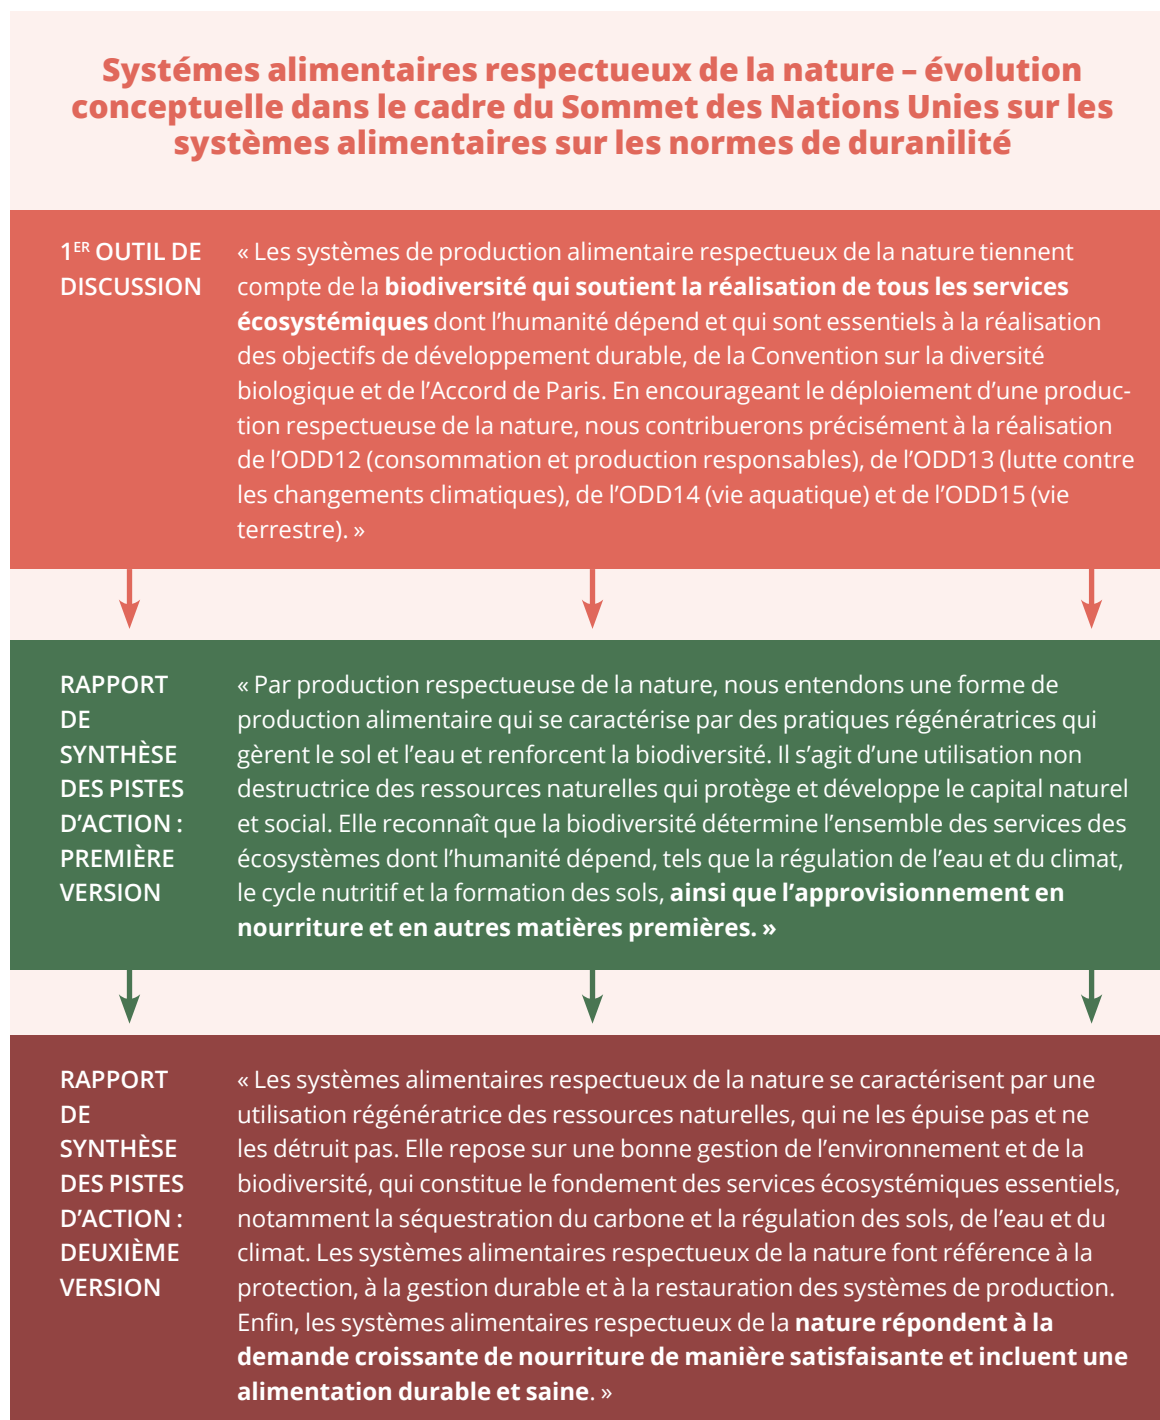 Systémes alimentaires respectueux de la nature – évolution
conceptuelle dans le cadre du Sommet des Nations Unies sur les
systèmes alimentaires sur les normes de duranilité
1ER OUTIL DE
DISCUSSION
« Les systèmes de production alimentaire respectueux de la nature tiennent
compte de la biodiversité qui soutient la réalisation de tous les services
écosystémiques dont l’humanité dépend et qui sont essentiels à la réalisation
des objectifs de développement durable, de la Convention sur la diversité
biologique et de l’Accord de Paris. En encourageant le déploiement d’une produc-
tion respectueuse de la nature, nous contribuerons précisément à la réalisation
de l’ODD12 (consommation et production responsables), de l’ODD13 (lutte contre
les changements climatiques), de l’ODD14 (vie aquatique) et de l’ODD15 (vie
terrestre). »
RAPPORT
DE
SYNTHÈSE
DES PISTES
D’ACTION :
PREMIÈRE
VERSION
« Par production respectueuse de la nature, nous entendons une forme de
production alimentaire qui se caractérise par des pratiques régénératrices qui
gèrent le sol et l’eau et renforcent la biodiversité. Il s’agit d’une utilisation non
destructrice des ressources naturelles qui protège et développe le capital naturel
et social. Elle reconnaît que la biodiversité détermine l’ensemble des services des
écosystèmes dont l’humanité dépend, tels que la régulation de l’eau et du climat,
le cycle nutritif et la formation des sols, ainsi que l’approvisionnement en
nourriture et en autres matières premières. »
RAPPORT
DE
SYNTHÈSE
DES PISTES
D’ACTION :
DEUXIÈME
VERSION
« Les systèmes alimentaires respectueux de la nature se caractérisent par une
utilisation régénératrice des ressources naturelles, qui ne les épuise pas et ne
les détruit pas. Elle repose sur une bonne gestion de l’environnement et de la
biodiversité, qui constitue le fondement des services écosystémiques essentiels,
notamment la séquestration du carbone et la régulation des sols, de l’eau et du
climat. Les systèmes alimentaires respectueux de la nature font référence à la
protection, à la gestion durable et à la restauration des systèmes de production.
Enfin, les systèmes alimentaires respectueux de la nature répondent à la
demande croissante de nourriture de manière satisfaisante et incluent une
alimentation durable et saine. »